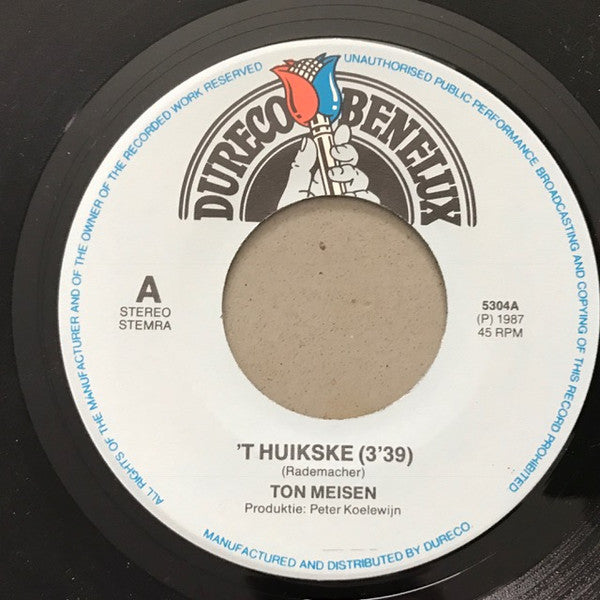 ALL RIGHTS OF THE MANUFACTURER AND OF THE OWNER OF THE RECORDED WORK RESERVED
UNAUTHORISED PUBLIC PERFORMANCE BROADCASTING AND COPYING OF THIS RECORD PROHIBITED
DURECO BENELUX
A
STEREO
STEMRA
5304A
(P) 1987
45 RPM
'T HUIKSKE (3'39)
(Rademacher)
TON MEISEN
Produktie: Peter Koelewijn
MANUFACTURED AND DISTRIBUTED BY DURECO.